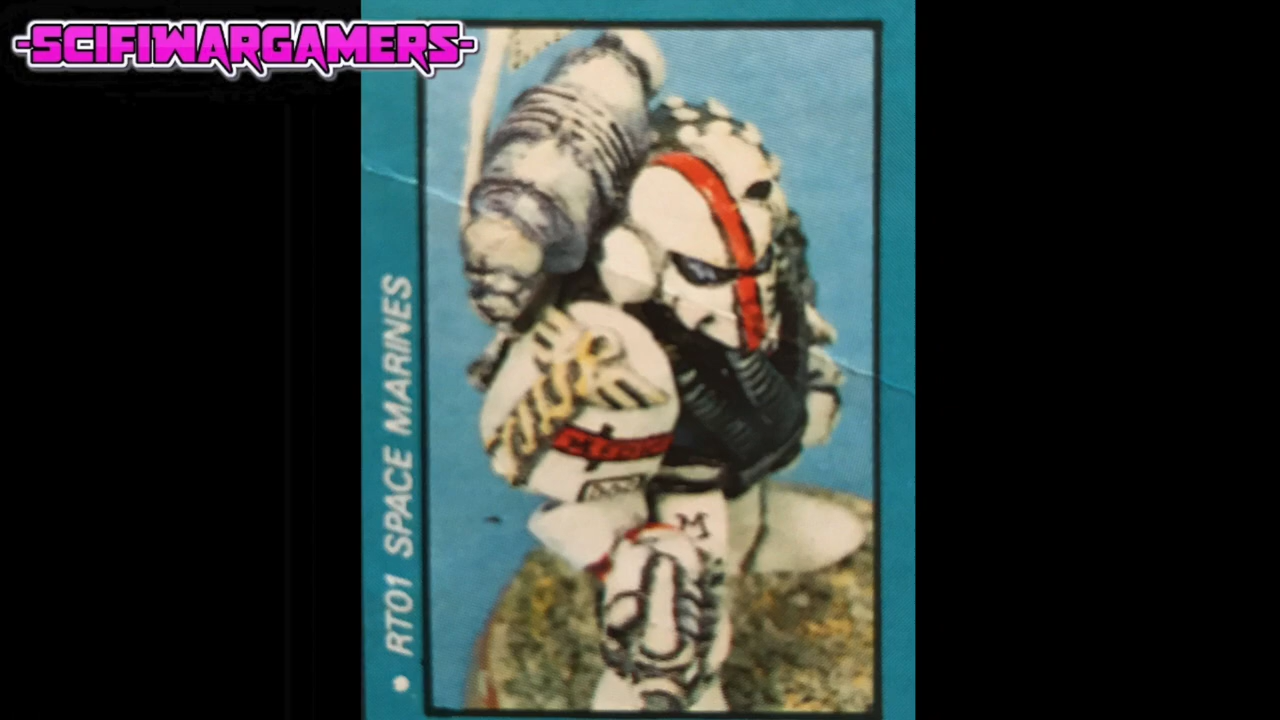 -SCIFIWARGAMERS-
• RT01 SPACE MARINES
M